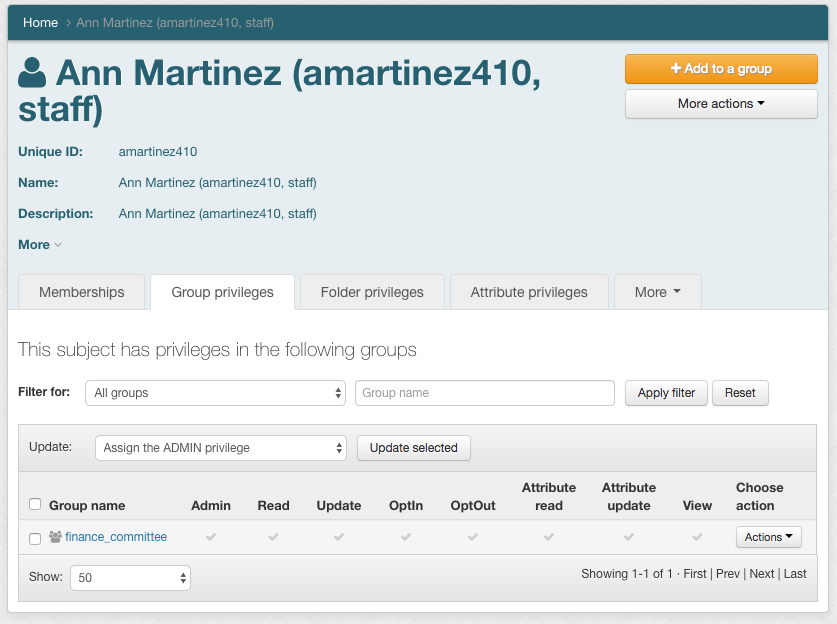 Home > Ann Martinez (amartinez410, staff)
Ann Martinez (amartinez410,
staff)
+ Add to a group
More actions
Unique ID: amartinez410
Name: Ann Martinez (amartinez410, staff)
Description: Ann Martinez (amartinez410, staff)
More
Memberships Group privileges Folder privileges Attribute privileges More
This subject has privileges in the following groups
Filter for: All groups Group name Apply filter Reset
Update: Assign the ADMIN privilege Update selected
Group name Admin Read Update OptIn OptOut Attribute read Attribute update View Choose action
finance_committee Actions
Show: 50 Showing 1-1 of 1 · First | Prev | Next | Last